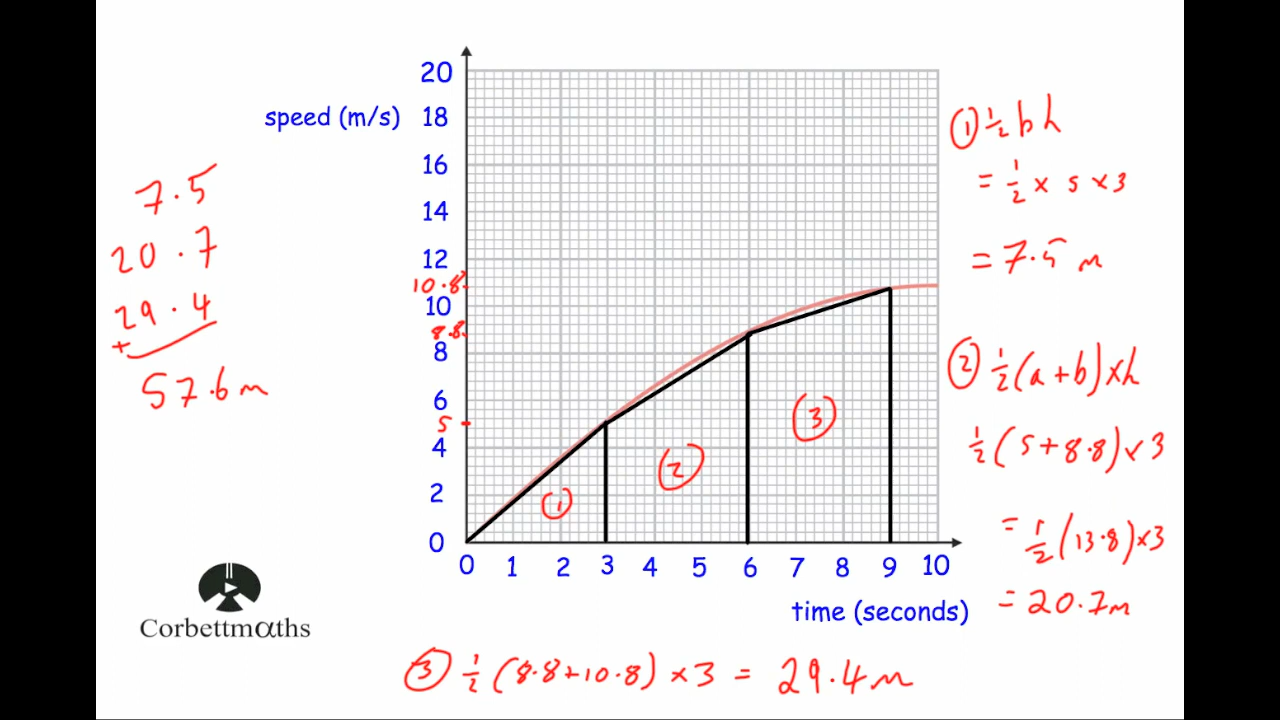 20
speed (m/s)
18
16
14
12
10.8
10
8.8
8
6
5
4
2
0
0 1 2 3 4 5 6 7 8 9 10
time (seconds)
7.5
20.7
29.4
+
57.6m
① ② ③
① ½bh
= ½ × 5 × 3
= 7.5 m
② ½(a+b)×h
½(5+8.8)×3
= ½(13.8)×3
= 20.7m
③ ½(8.8+10.8)×3 = 29.4m
Corbettmαths